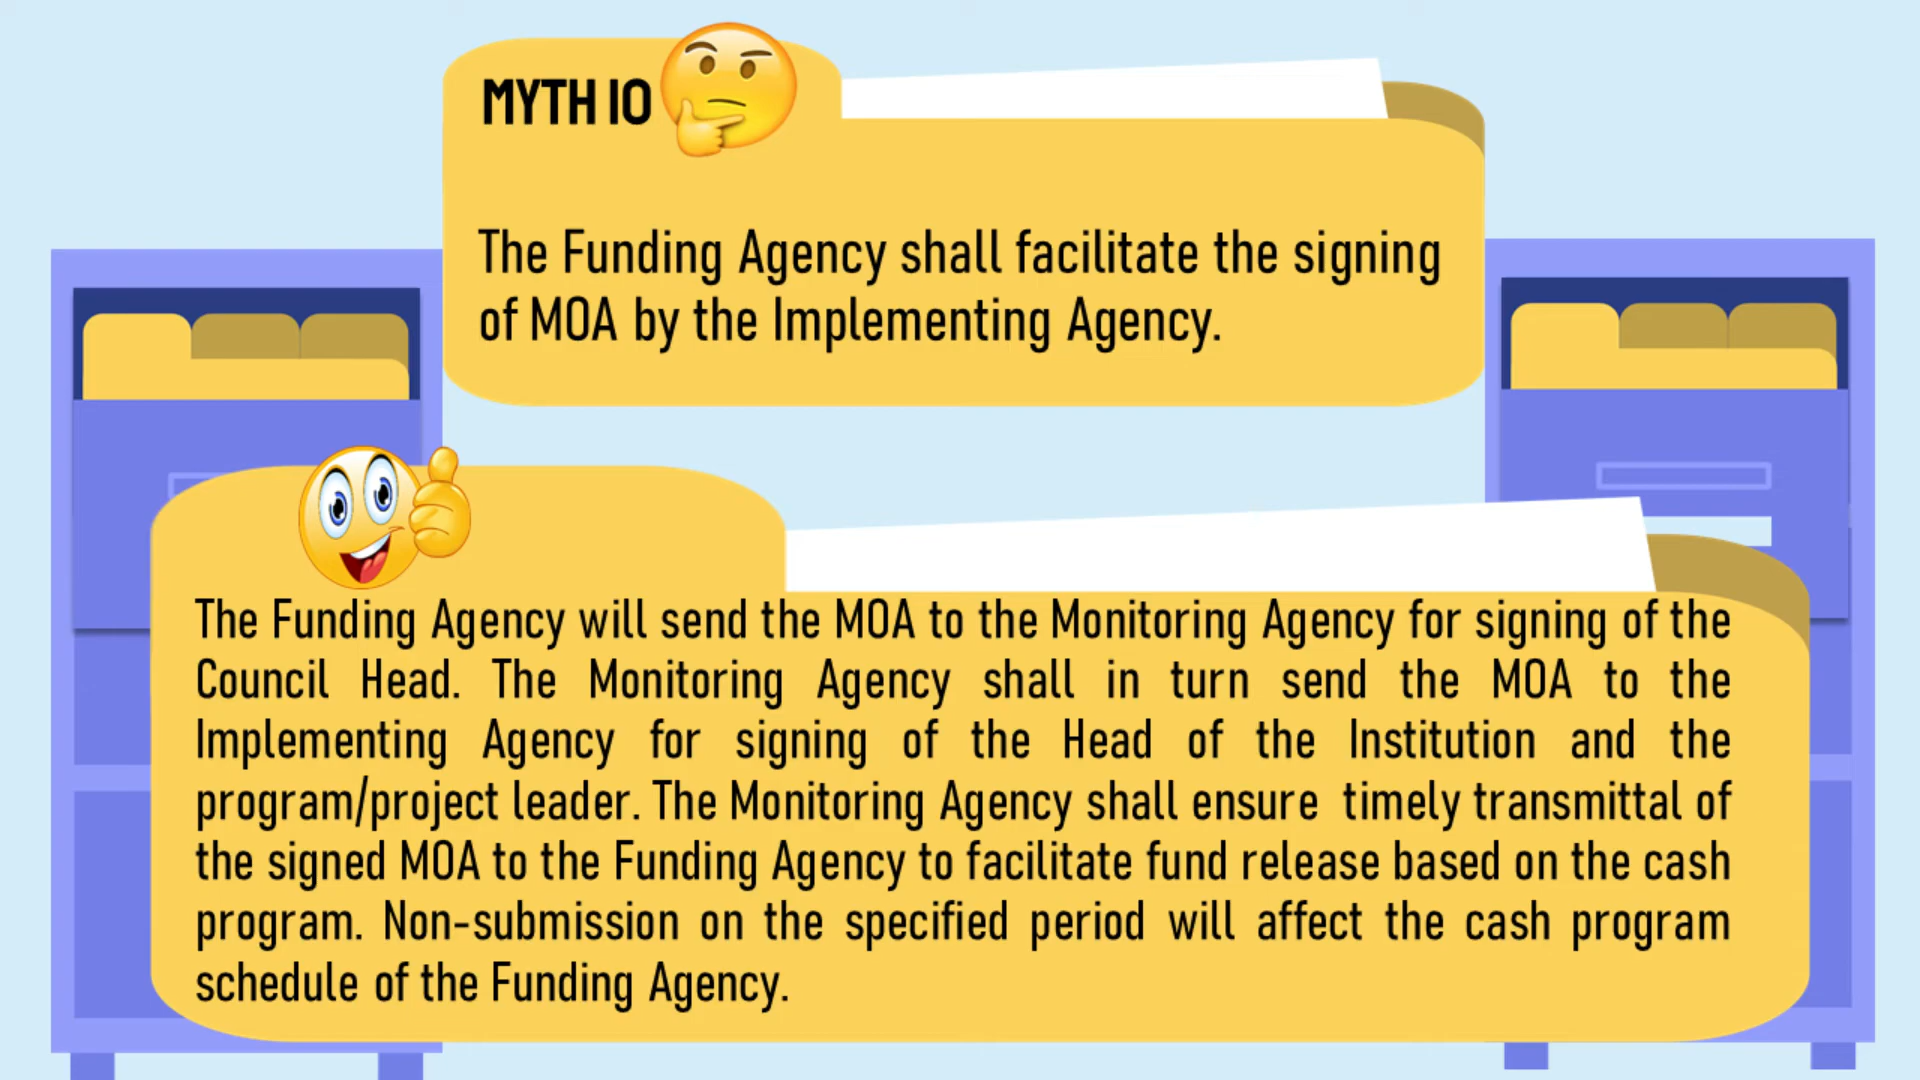 MYTH 10
The Funding Agency shall facilitate the signing
of MOA by the Implementing Agency.
The Funding Agency will send the MOA to the Monitoring Agency for signing of the
Council Head. The Monitoring Agency shall in turn send the MOA to the
Implementing Agency for signing of the Head of the Institution and the
program/project leader. The Monitoring Agency shall ensure timely transmittal of
the signed MOA to the Funding Agency to facilitate fund release based on the cash
program. Non-submission on the specified period will affect the cash program
schedule of the Funding Agency.